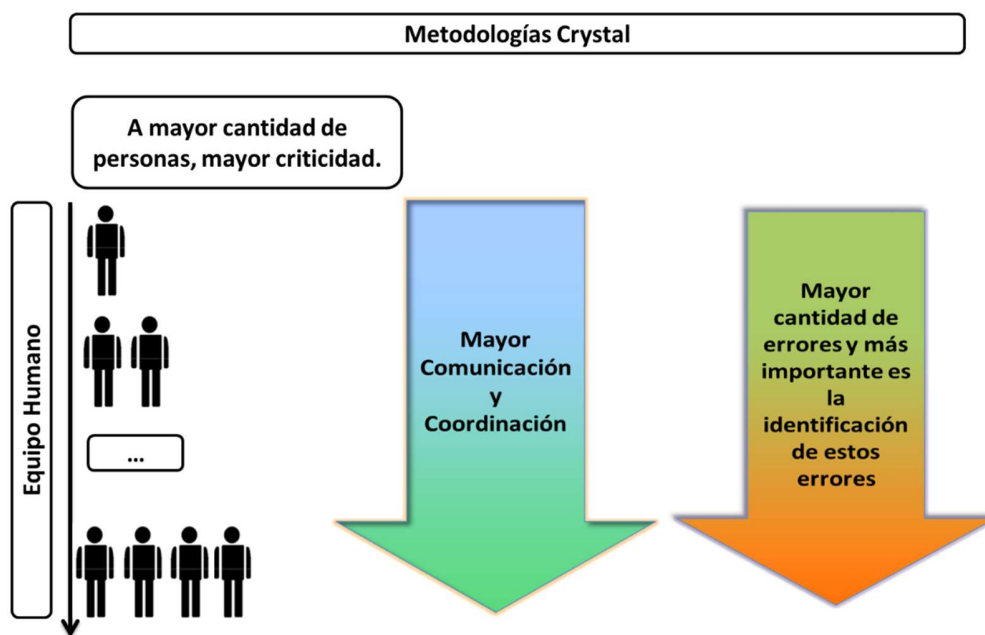 Metodologías Crystal
A mayor cantidad de
personas, mayor criticidad.
Equipo Humano
...
Mayor
Comunicación
y
Coordinación
Mayor
cantidad de
errores y más
importante es
la
identificación
de estos
errores